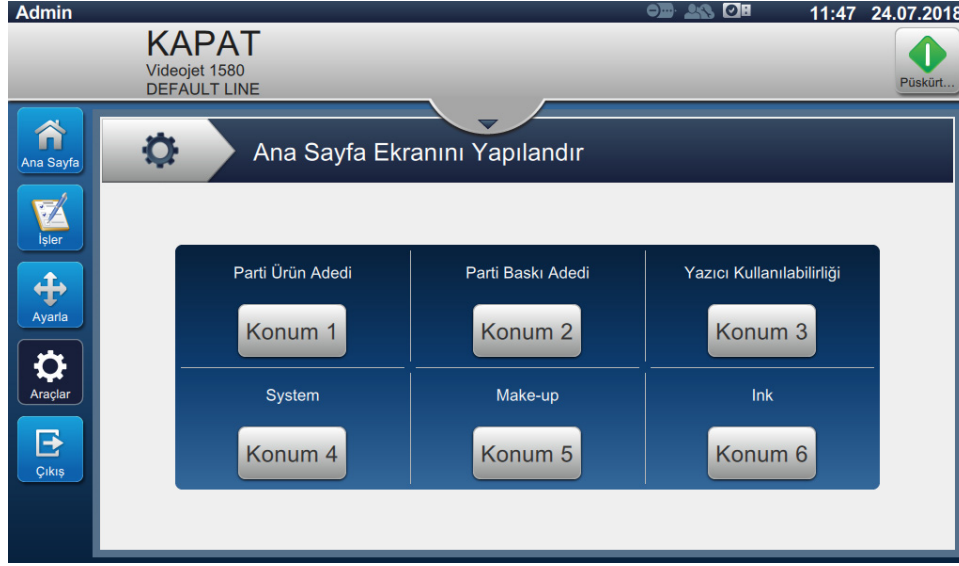 Admin 11:47 24.07.2018
KAPAT
Videojet 1580
DEFAULT LINE
Püskürt...
Ana Sayfa
Ana Sayfa Ekranını Yapılandır
İşler
Ayarla
Araçlar
Çıkış
Parti Ürün Adedi Parti Baskı Adedi Yazıcı Kullanılabilirliği
Konum 1 Konum 2 Konum 3
System Make-up Ink
Konum 4 Konum 5 Konum 6